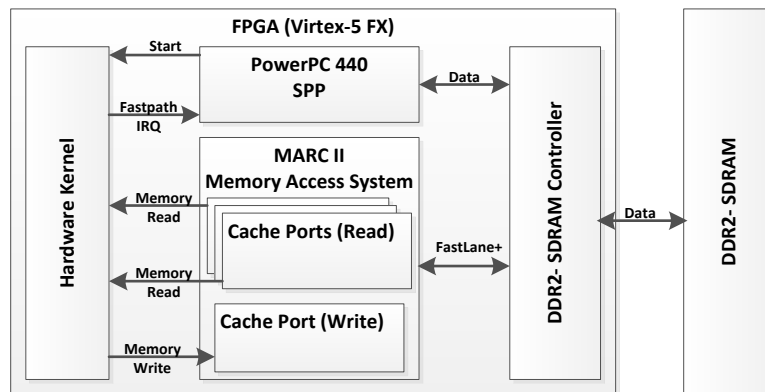 FPGA (Virtex-5 FX)
Hardware Kernel
Start
Fastpath
IRQ
PowerPC 440
SPP
Data
MARC II
Memory Access System
Memory
Read
Cache Ports (Read)
Memory
Read
FastLane+
Cache Port (Write)
Memory
Write
DDR2- SDRAM Controller
Data
DDR2- SDRAM